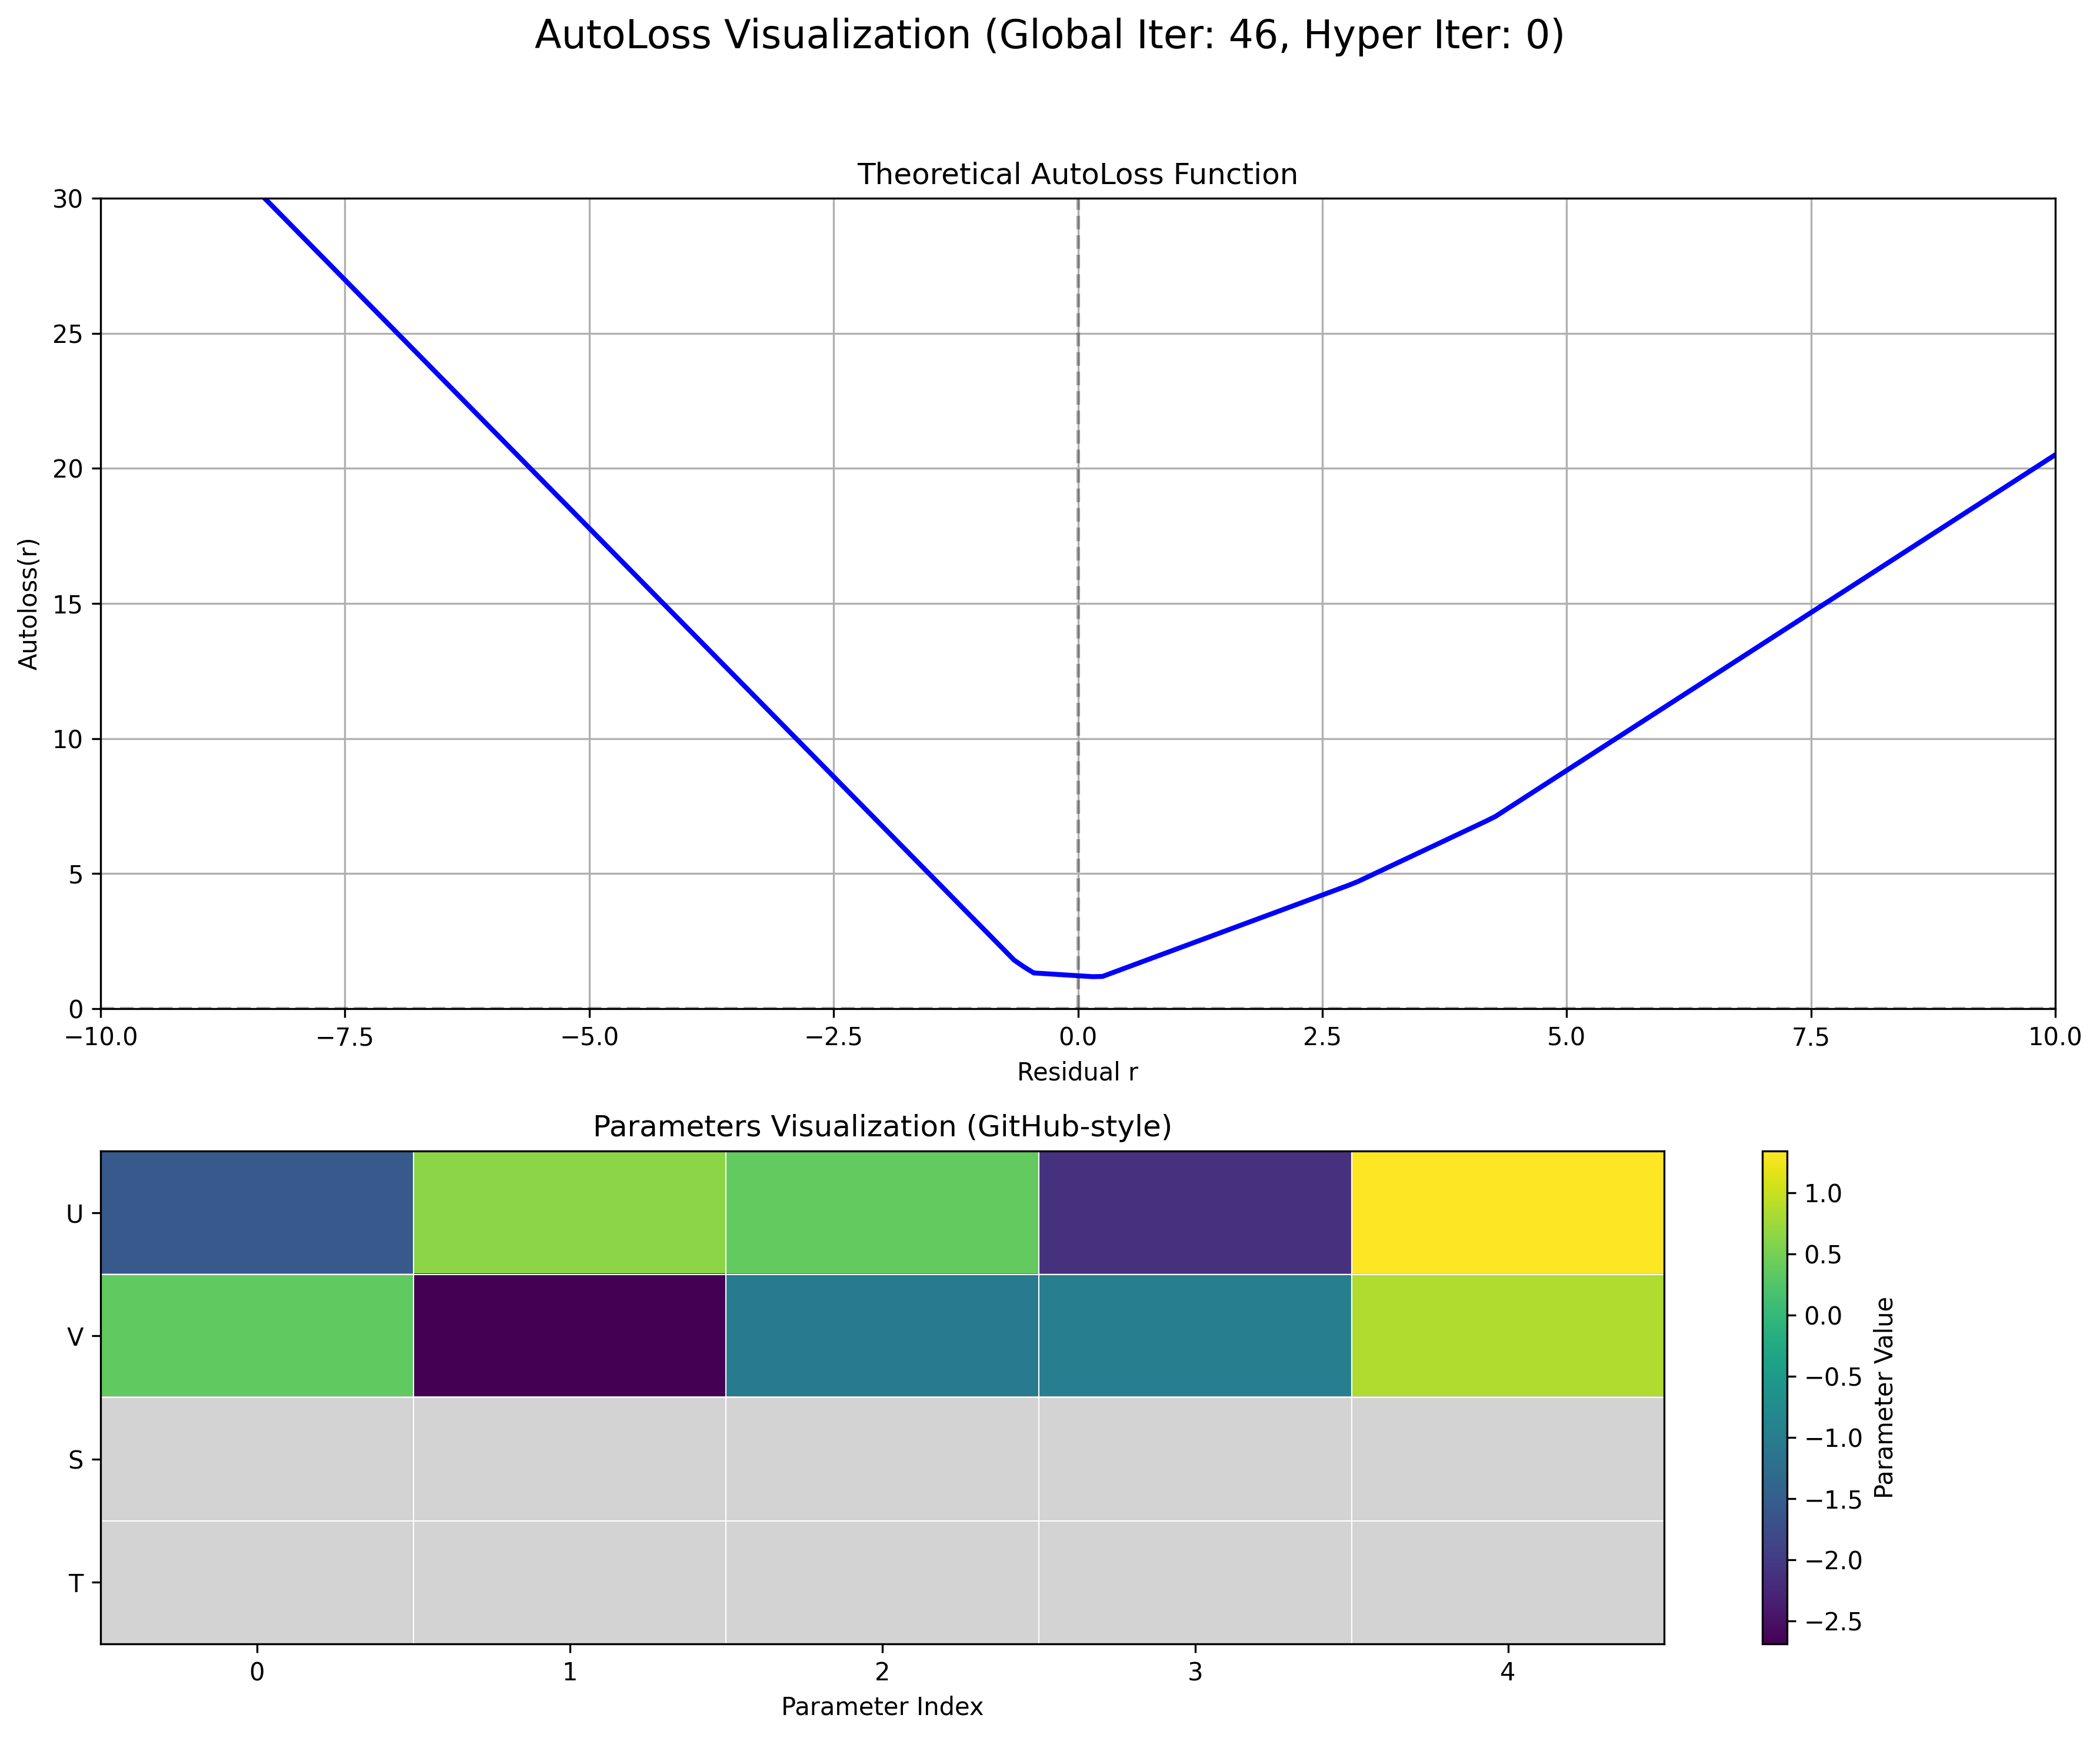 AutoLoss Visualization (Global Iter: 46, Hyper Iter: 0)
Theoretical AutoLoss Function
30
25
20
15
10
5
0
Autoloss(r)
−10.0 −7.5 −5.0 −2.5 0.0 2.5 5.0 7.5 10.0
Residual r
Parameters Visualization (GitHub-style)
U
V
S
T
0 1 2 3 4
Parameter Index
1.0
0.5
0.0
−0.5
−1.0
−1.5
−2.0
−2.5
Parameter Value